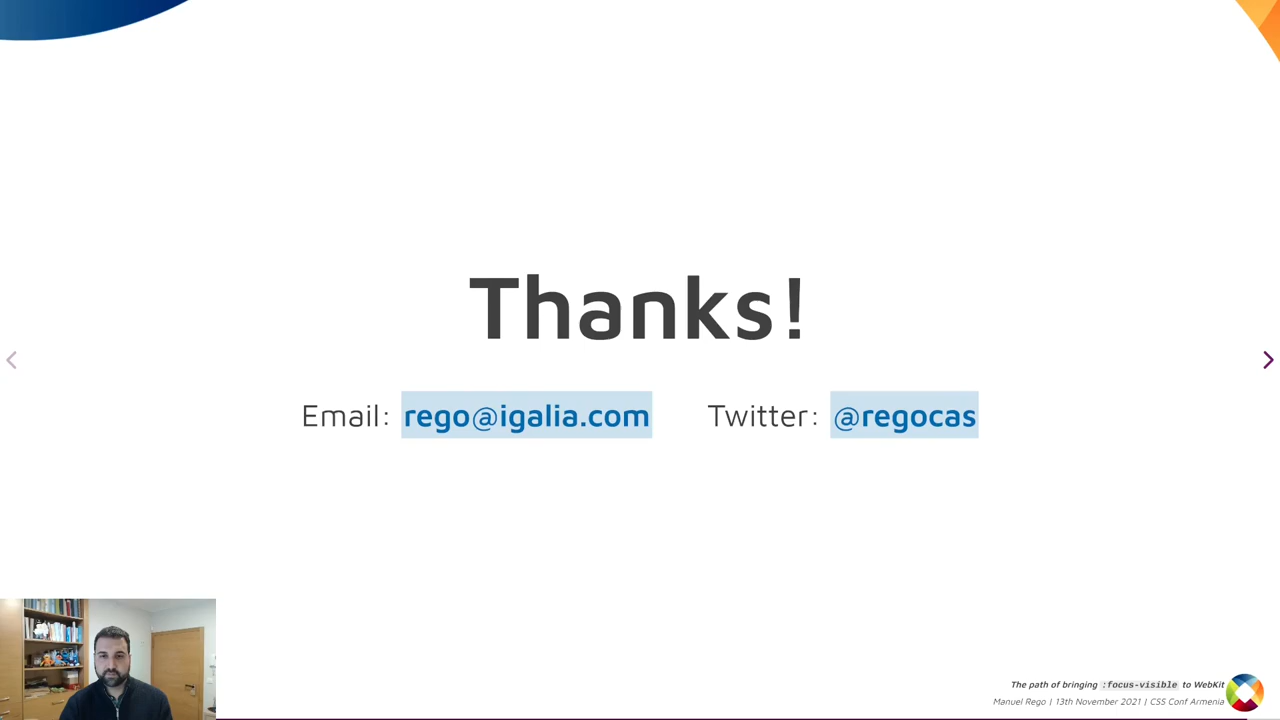 Thanks!
Email: rego@igalia.com Twitter: @regocas
The path of bringing :focus-visible to WebKit
Manuel Rego | 13th November 2021 | CSS Conf Armenia